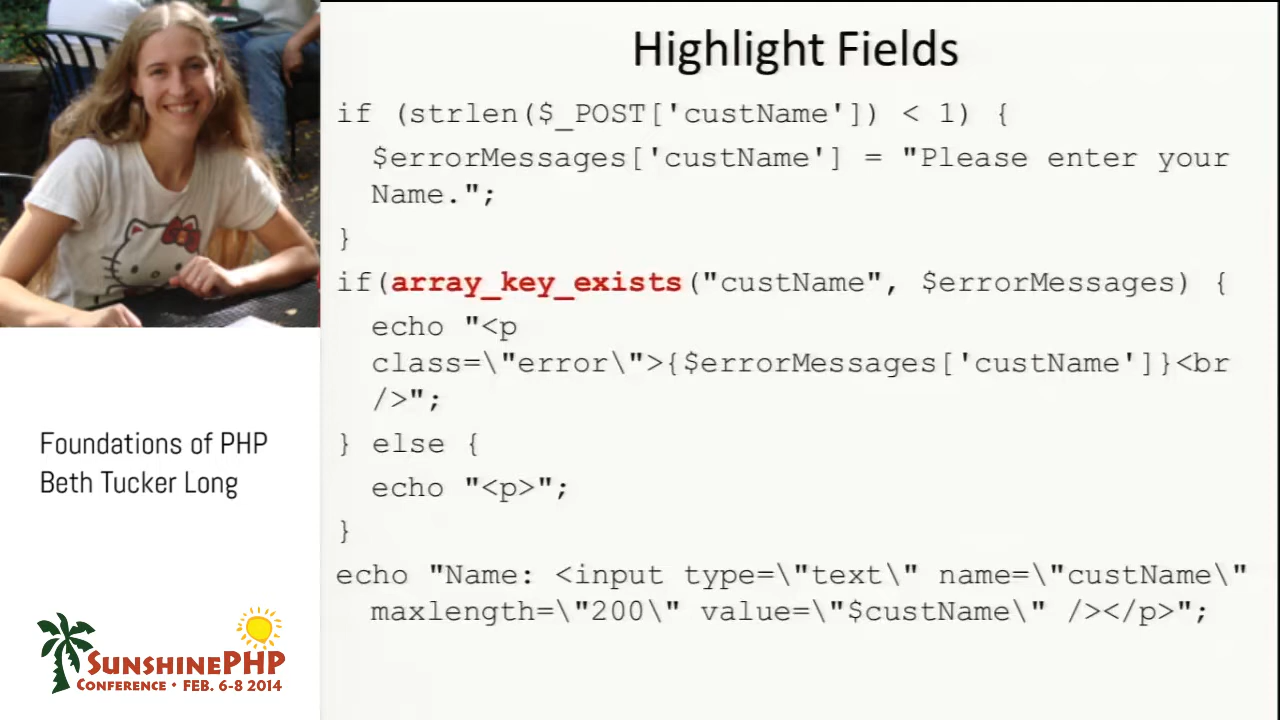 Highlight Fields
if (strlen($_POST['custName']) < 1) {
$errorMessages['custName'] = "Please enter your
Name.";
}
if(array_key_exists("custName", $errorMessages) {
echo "<p
class=\"error\">{$errorMessages['custName']}<br
/>";
} else {
echo "<p>";
}
echo "Name: <input type=\"text\" name=\"custName\"
maxlength=\"200\" value=\"$custName\" /></p>";
Foundations of PHP
Beth Tucker Long
SUNSHINEPHP
CONFERENCE • FEB. 6-8 2014